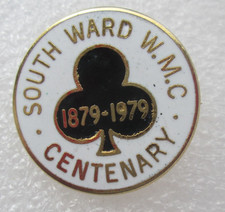 · SOUTH WARD W.M.C ·
1879-1979
CENTENARY